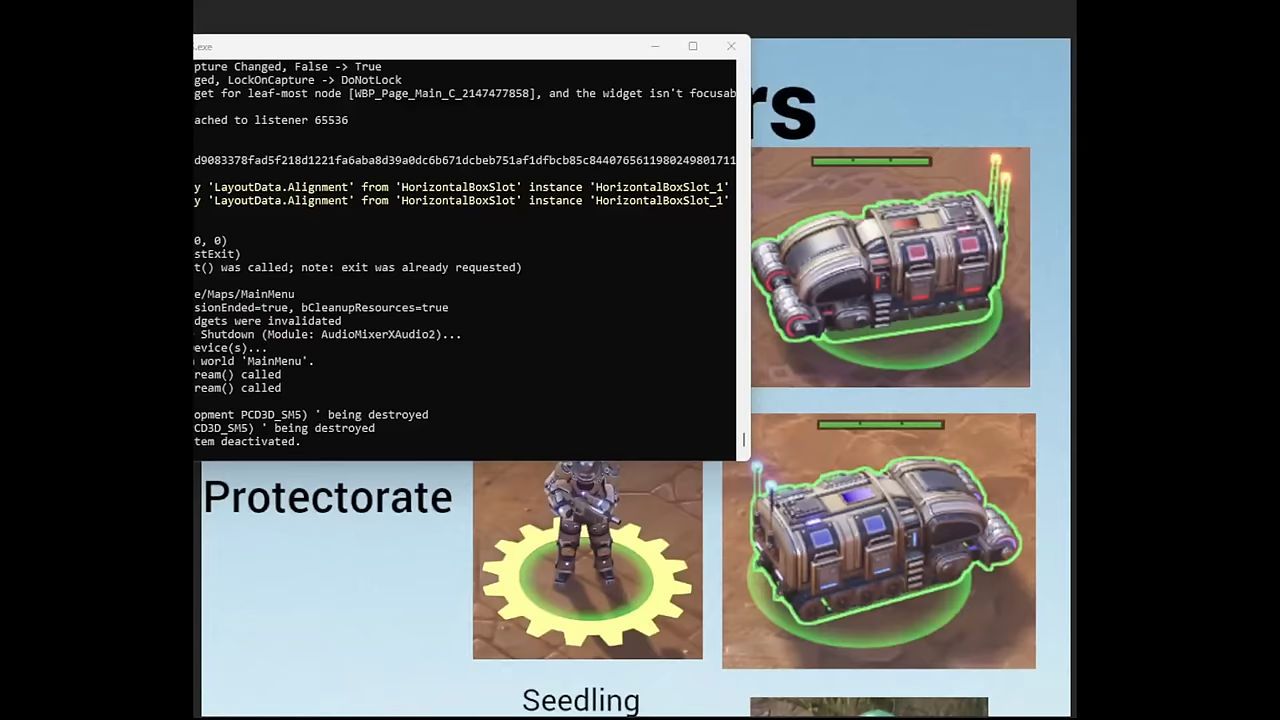 .exe
pture Changed, False -> True
ged, LockOnCapture -> DoNotLock
get for leaf-most node [WBP_Page_Main_C_2147477858], and the widget isn't focusab
ached to listener 65536
d9083378fad5f218d1221fa6aba8d39a0dc6b671dcbeb751af1dfbcb85c8440765611980249801711
y 'LayoutData.Alignment' from 'HorizontalBoxSlot' instance 'HorizontalBoxSlot_1'
y 'LayoutData.Alignment' from 'HorizontalBoxSlot' instance 'HorizontalBoxSlot_1'
0, 0)
stExit)
t() was called; note: exit was already requested)
e/Maps/MainMenu
sionEnded=true, bCleanupResources=true
dgets were invalidated
Shutdown (Module: AudioMixerXAudio2)...
evice(s)...
world 'MainMenu'.
ream() called
ream() called
opment PCD3D_SM5) ' being destroyed
CD3D_SM5) ' being destroyed
tem deactivated.
rs
Protectorate
Seedling